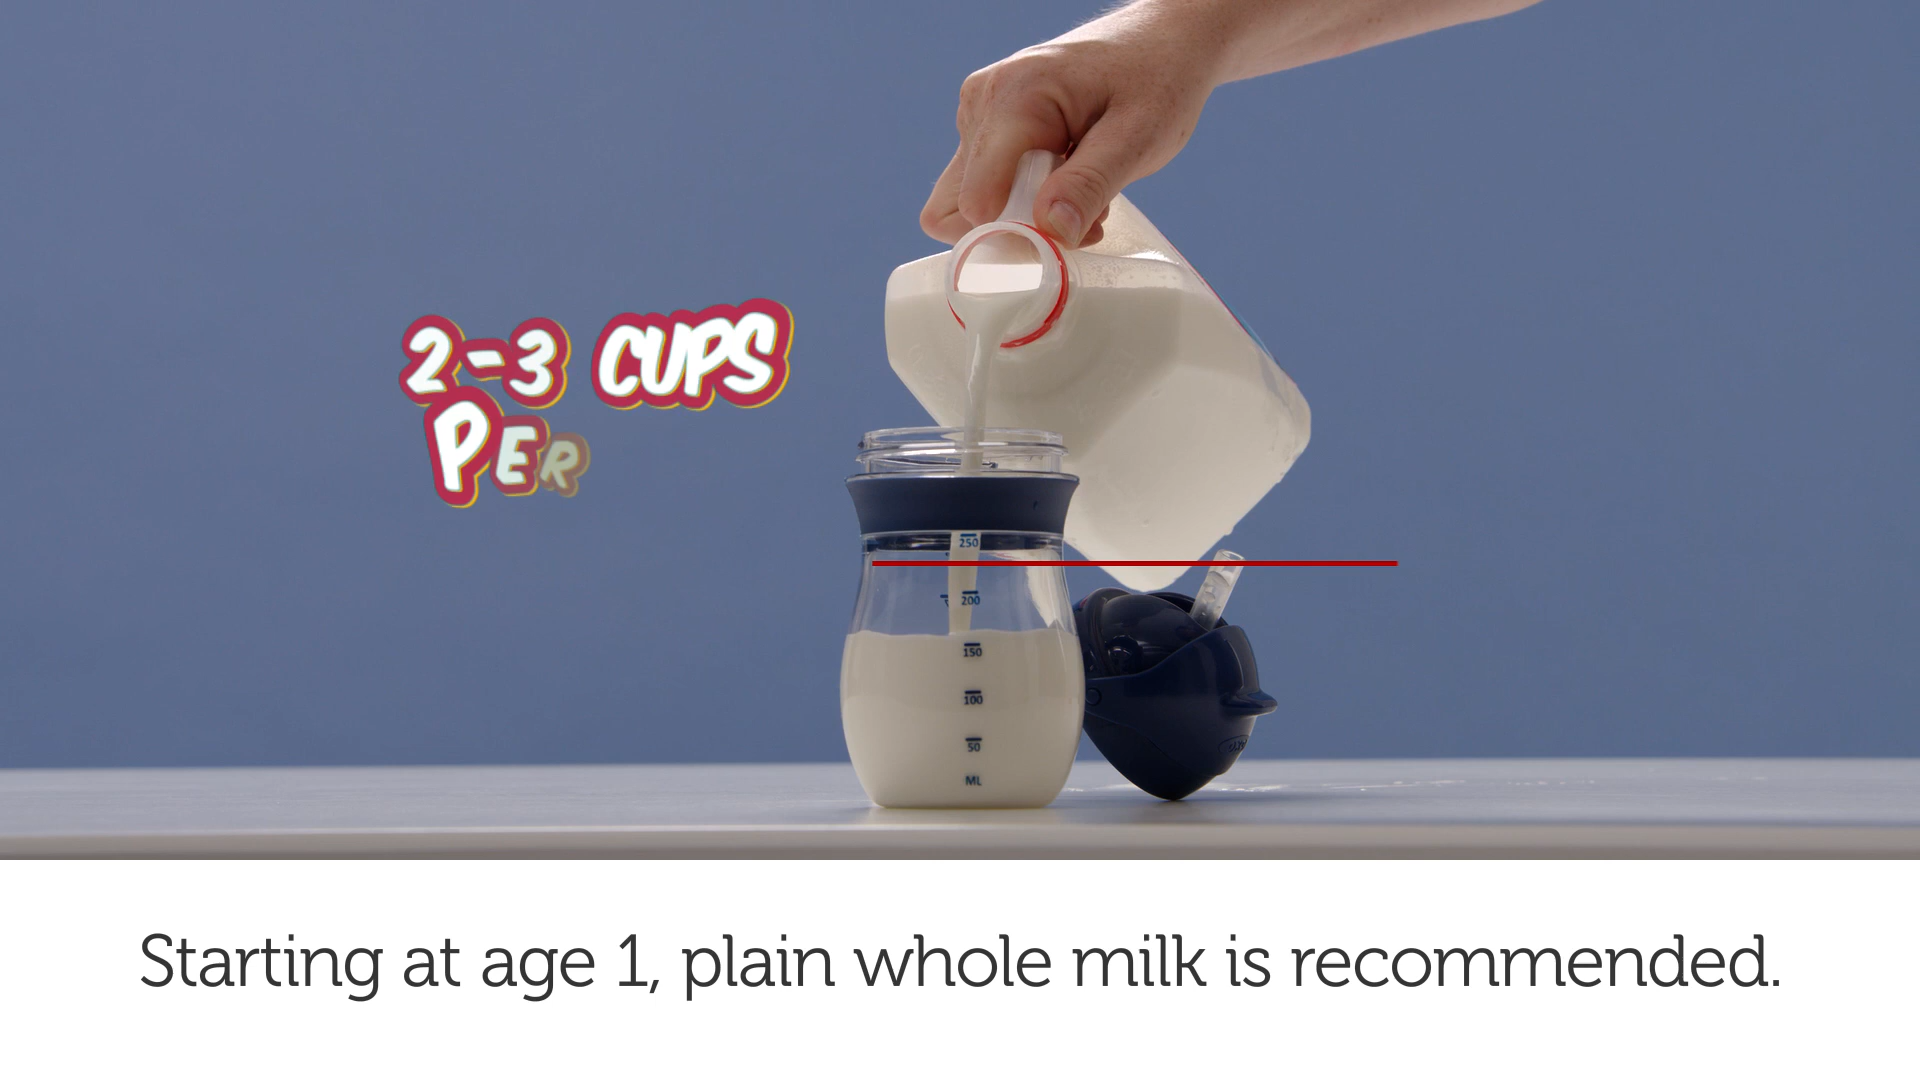 2-3 CUPS
PER
250
200
150
100
50
ML
Starting at age 1, plain whole milk is recommended.